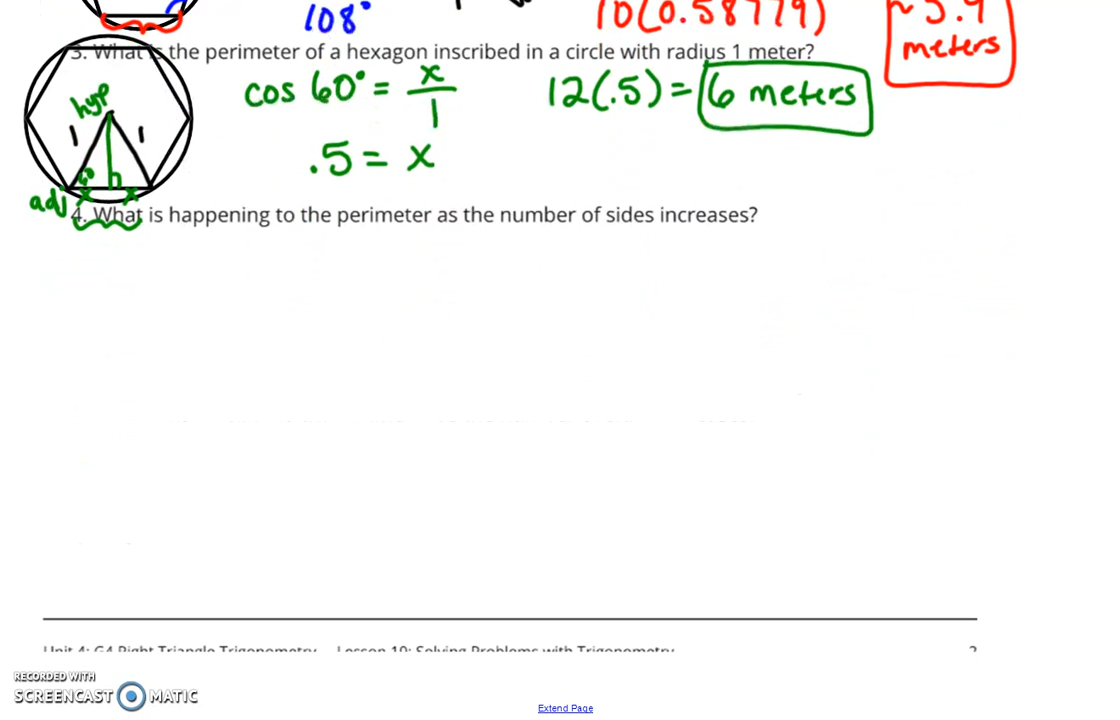 108°
10(0.58779)
~5.9
meters
3. What is the perimeter of a hexagon inscribed in a circle with radius 1 meter?
hyp
1
1
60°
adj
x
x
cos 60° = x/1
.5 = x
12(.5) = 6 meters
4. What is happening to the perimeter as the number of sides increases?
Unit 4: G4 Right Triangle Trigonometry Lesson 10: Solving Problems with Trigonometry 2
RECORDED WITH
SCREENCAST MATIC
Extend Page